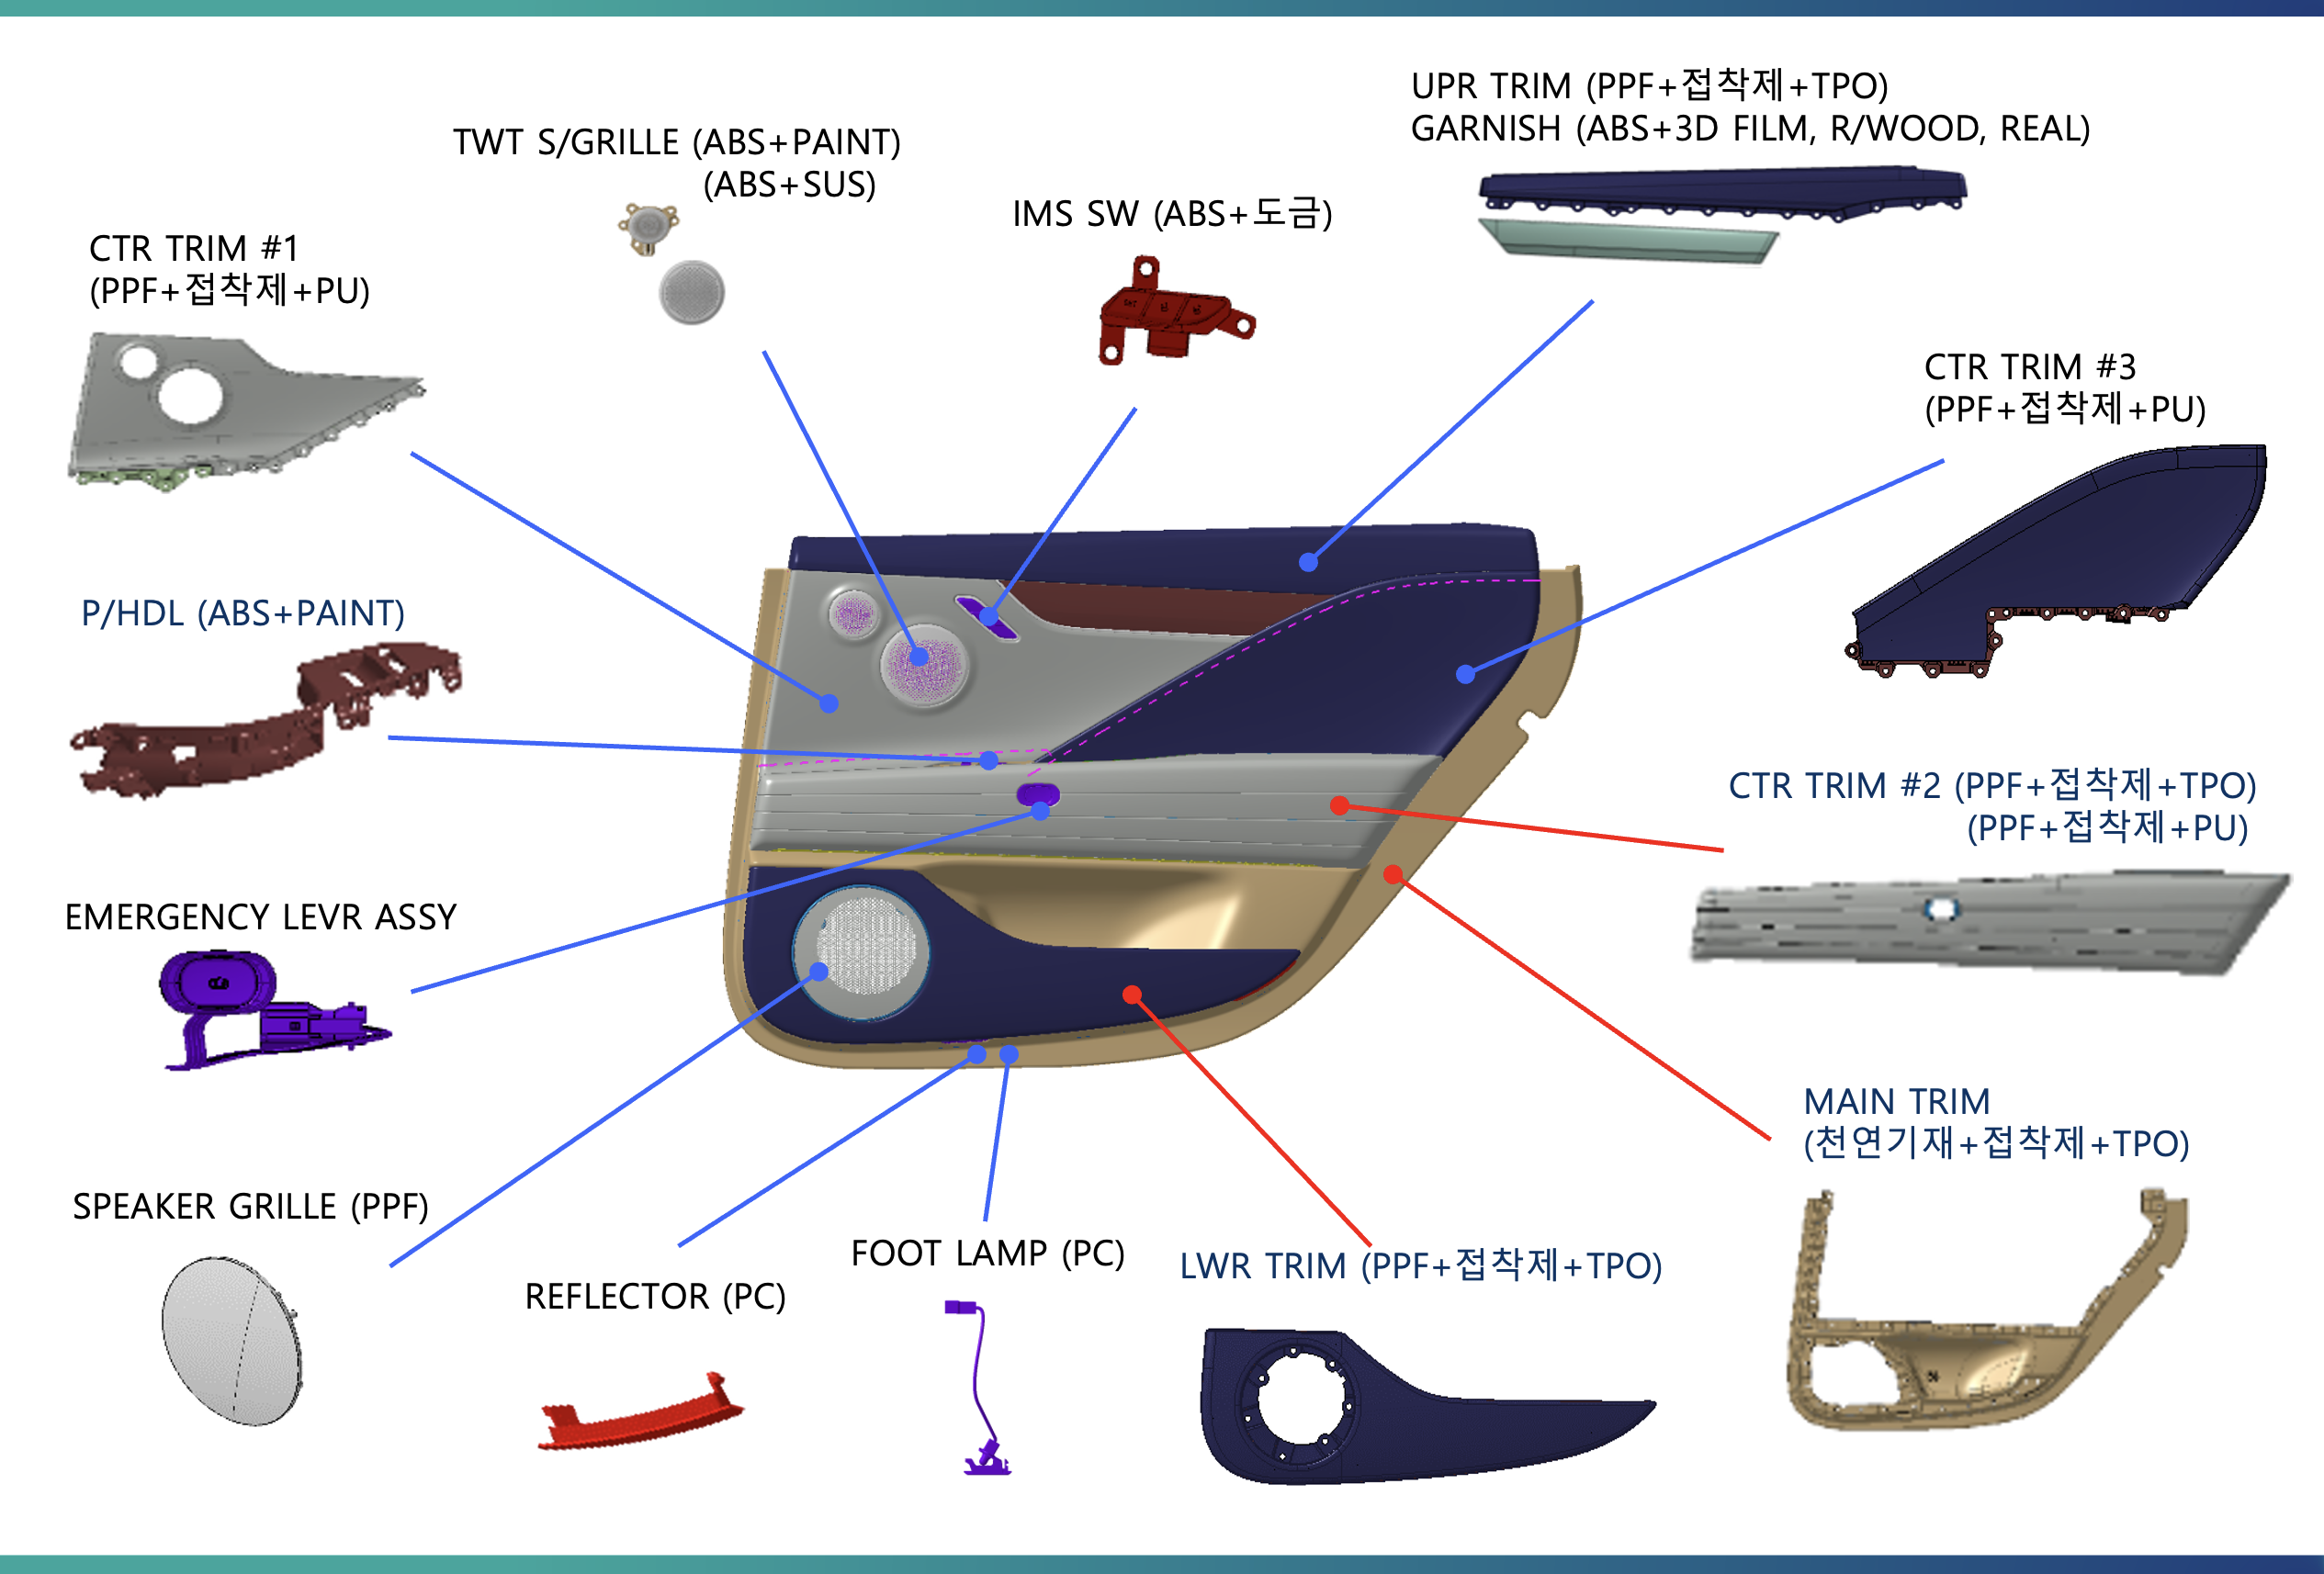 UPR TRIM (PPF+접착제+TPO)
GARNISH (ABS+3D FILM, R/WOOD, REAL)
TWT S/GRILLE (ABS+PAINT)
(ABS+SUS)
IMS SW (ABS+도금)
CTR TRIM #1
(PPF+접착제+PU)
CTR TRIM #3
(PPF+접착제+PU)
P/HDL (ABS+PAINT)
CTR TRIM #2 (PPF+접착제+TPO)
(PPF+접착제+PU)
EMERGENCY LEVR ASSY
MAIN TRIM
(천연기재+접착제+TPO)
SPEAKER GRILLE (PPF)
REFLECTOR (PC)
FOOT LAMP (PC)
LWR TRIM (PPF+접착제+TPO)